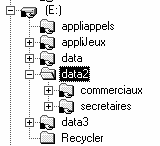 (E:)
appliappels
appliJeux
data
data2
commerciaux
secretaires
data3
Recycler